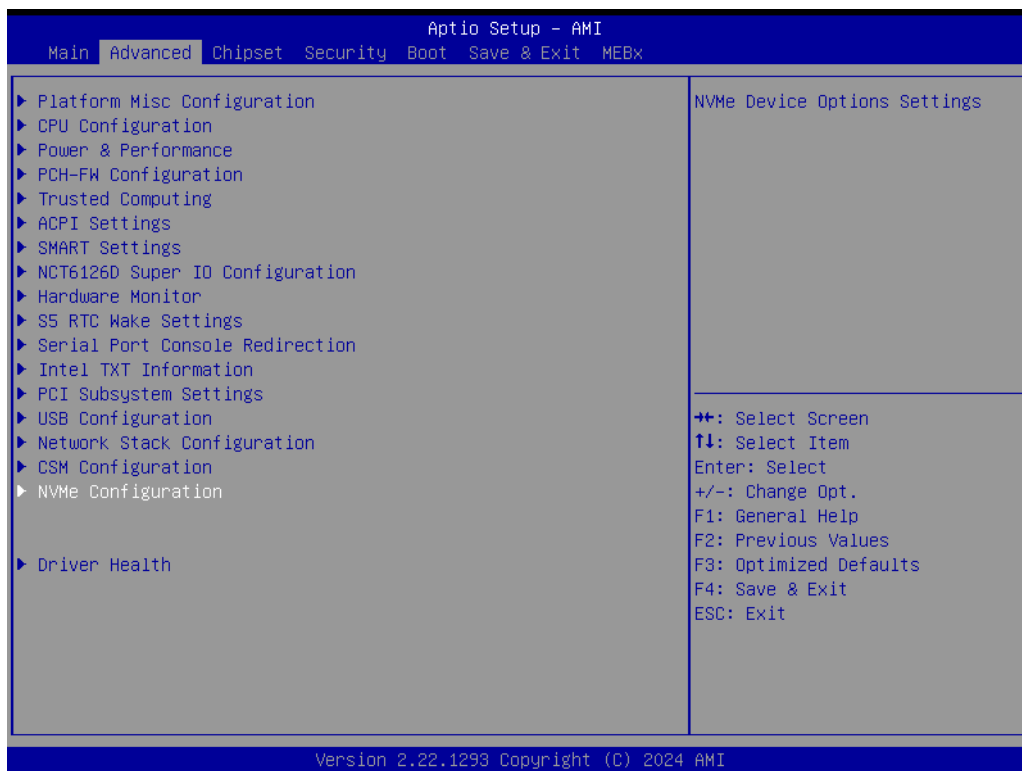 Aptio Setup – AMI
Main Advanced Chipset Security Boot Save & Exit MEBx
▶ Platform Misc Configuration
▶ CPU Configuration
▶ Power & Performance
▶ PCH-FW Configuration
▶ Trusted Computing
▶ ACPI Settings
▶ SMART Settings
▶ NCT6126D Super IO Configuration
▶ Hardware Monitor
▶ S5 RTC Wake Settings
▶ Serial Port Console Redirection
▶ Intel TXT Information
▶ PCI Subsystem Settings
▶ USB Configuration
▶ Network Stack Configuration
▶ CSM Configuration
▶ NVMe Configuration
▶ Driver Health
NVMe Device Options Settings
→←: Select Screen
↑↓: Select Item
Enter: Select
+/-: Change Opt.
F1: General Help
F2: Previous Values
F3: Optimized Defaults
F4: Save & Exit
ESC: Exit
Version 2.22.1293 Copyright (C) 2024 AMI